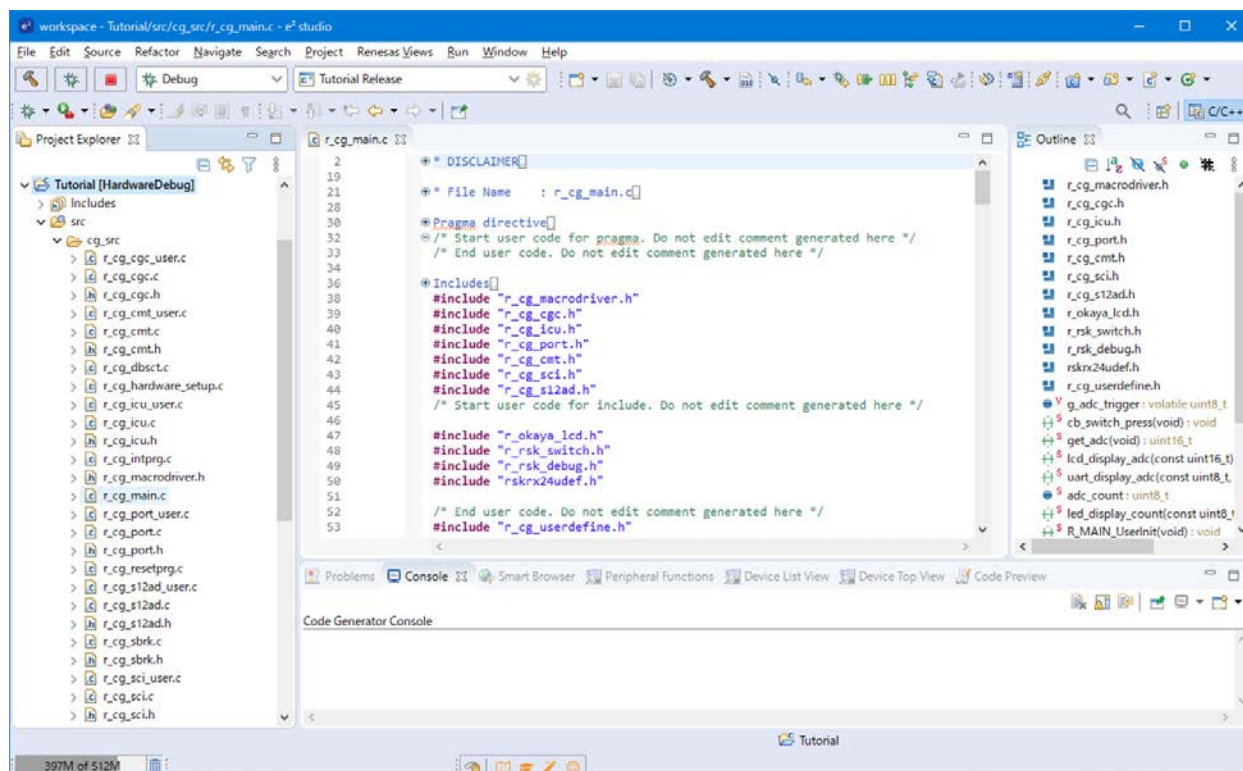 workspace - Tutorial/src/cg_src/r_cg_main.c - e² studio
File Edit Source Refactor Navigate Search Project Renesas Views Run Window Help
Debug
Tutorial Release
C/C++
Project Explorer
Tutorial [HardwareDebug]
Includes
src
cg_src
r_cg_cgc_user.c
r_cg_cgc.c
r_cg_cgc.h
r_cg_cmt_user.c
r_cg_cmt.c
r_cg_cmt.h
r_cg_dbsct.c
r_cg_hardware_setup.c
r_cg_icu_user.c
r_cg_icu.c
r_cg_icu.h
r_cg_intprg.c
r_cg_macrodriver.h
r_cg_main.c
r_cg_port_user.c
r_cg_port.c
r_cg_port.h
r_cg_resetprg.c
r_cg_s12ad_user.c
r_cg_s12ad.c
r_cg_s12ad.h
r_cg_sbrk.c
r_cg_sbrk.h
r_cg_sci_user.c
r_cg_sci.c
r_cg_sci.h
r_cg_main.c
2 * DISCLAIMER
19
21 * File Name : r_cg_main.c
28
30 Pragma directive
32 /* Start user code for pragma. Do not edit comment generated here */
33 /* End user code. Do not edit comment generated here */
34
36 Includes
38 #include "r_cg_macrodriver.h"
39 #include "r_cg_cgc.h"
40 #include "r_cg_icu.h"
41 #include "r_cg_port.h"
42 #include "r_cg_cmt.h"
43 #include "r_cg_sci.h"
44 #include "r_cg_s12ad.h"
45 /* Start user code for include. Do not edit comment generated here */
46
47 #include "r_okaya_lcd.h"
48 #include "r_rsk_switch.h"
49 #include "r_rsk_debug.h"
50 #include "rskrx24udef.h"
51
52 /* End user code. Do not edit comment generated here */
53 #include "r_cg_userdefine.h"
Outline
r_cg_macrodriver.h
r_cg_cgc.h
r_cg_icu.h
r_cg_port.h
r_cg_cmt.h
r_cg_sci.h
r_cg_s12ad.h
r_okaya_lcd.h
r_rsk_switch.h
r_rsk_debug.h
rskrx24udef.h
r_cg_userdefine.h
g_adc_trigger : volatile uint8_t
cb_switch_press(void) : void
get_adc(void) : uint16_t
lcd_display_adc(const uint16_t)
uart_display_adc(const uint8_t,
adc_count : uint8_t
led_display_count(const uint8_t
R_MAIN_UserInit(void) : void
Problems Console Smart Browser Peripheral Functions Device List View Device Top View Code Preview
Code Generator Console
Tutorial
397M of 512M